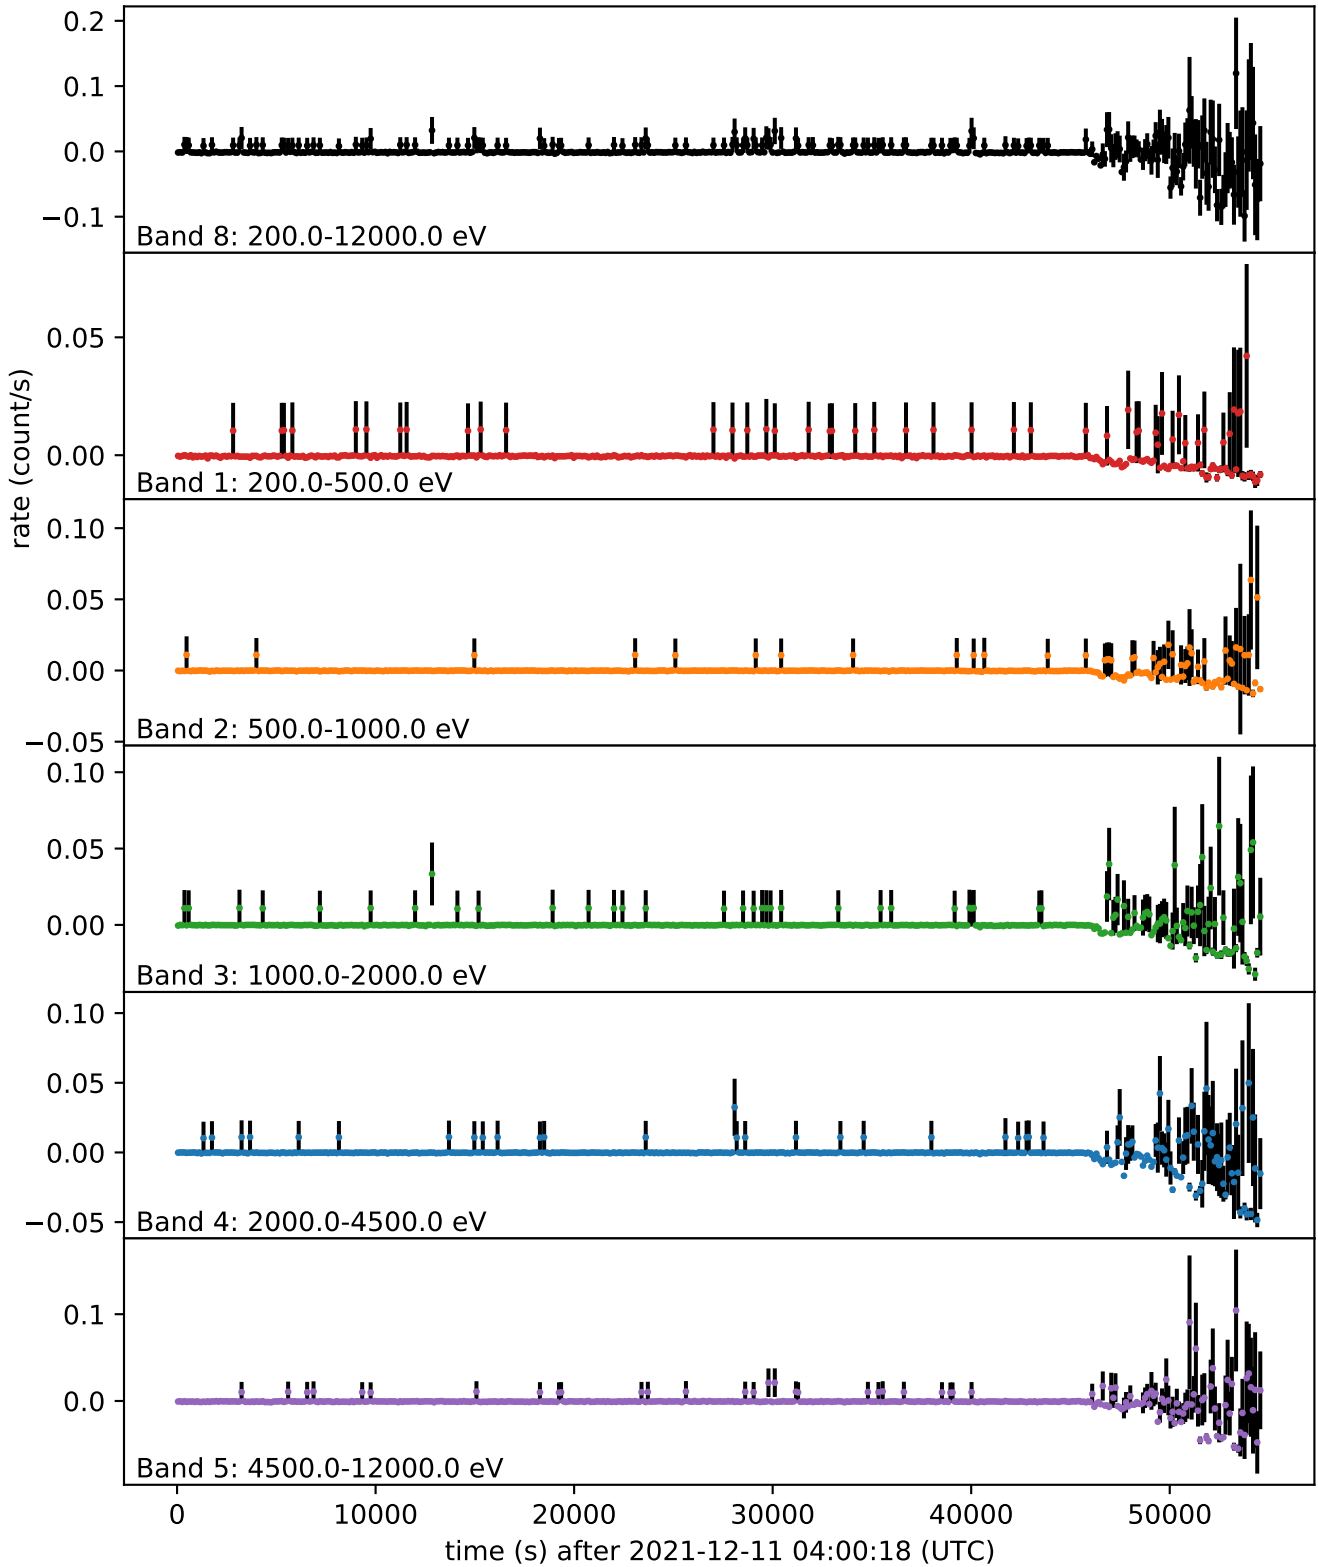 0.2
0.1
0.0
−0.1
Band 8: 200.0-12000.0 eV
0.05
0.00
Band 1: 200.0-500.0 eV
rate (count/s)
0.10
0.05
0.00
−0.05
Band 2: 500.0-1000.0 eV
0.10
0.05
0.00
Band 3: 1000.0-2000.0 eV
0.10
0.05
0.00
−0.05
Band 4: 2000.0-4500.0 eV
0.1
0.0
Band 5: 4500.0-12000.0 eV
0 10000 20000 30000 40000 50000
time (s) after 2021-12-11 04:00:18 (UTC)